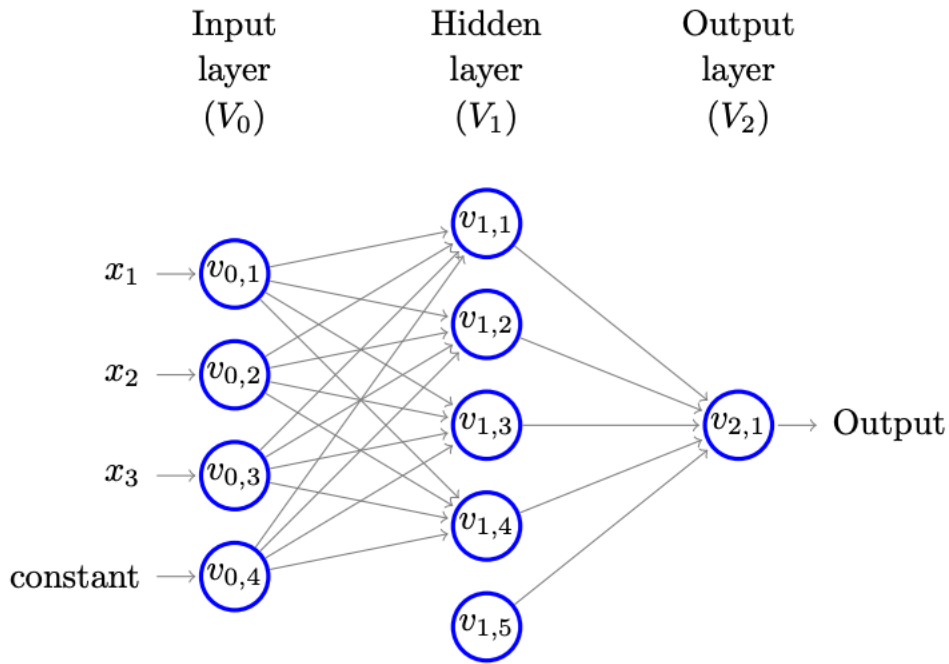 Input layer (V₀)
Hidden layer (V₁)
Output layer (V₂)
x₁
v₀,₁
x₂
v₀,₂
x₃
v₀,₃
constant
v₀,₄
v₁,₁
v₁,₂
v₁,₃
v₁,₄
v₁,₅
v₂,₁
Output